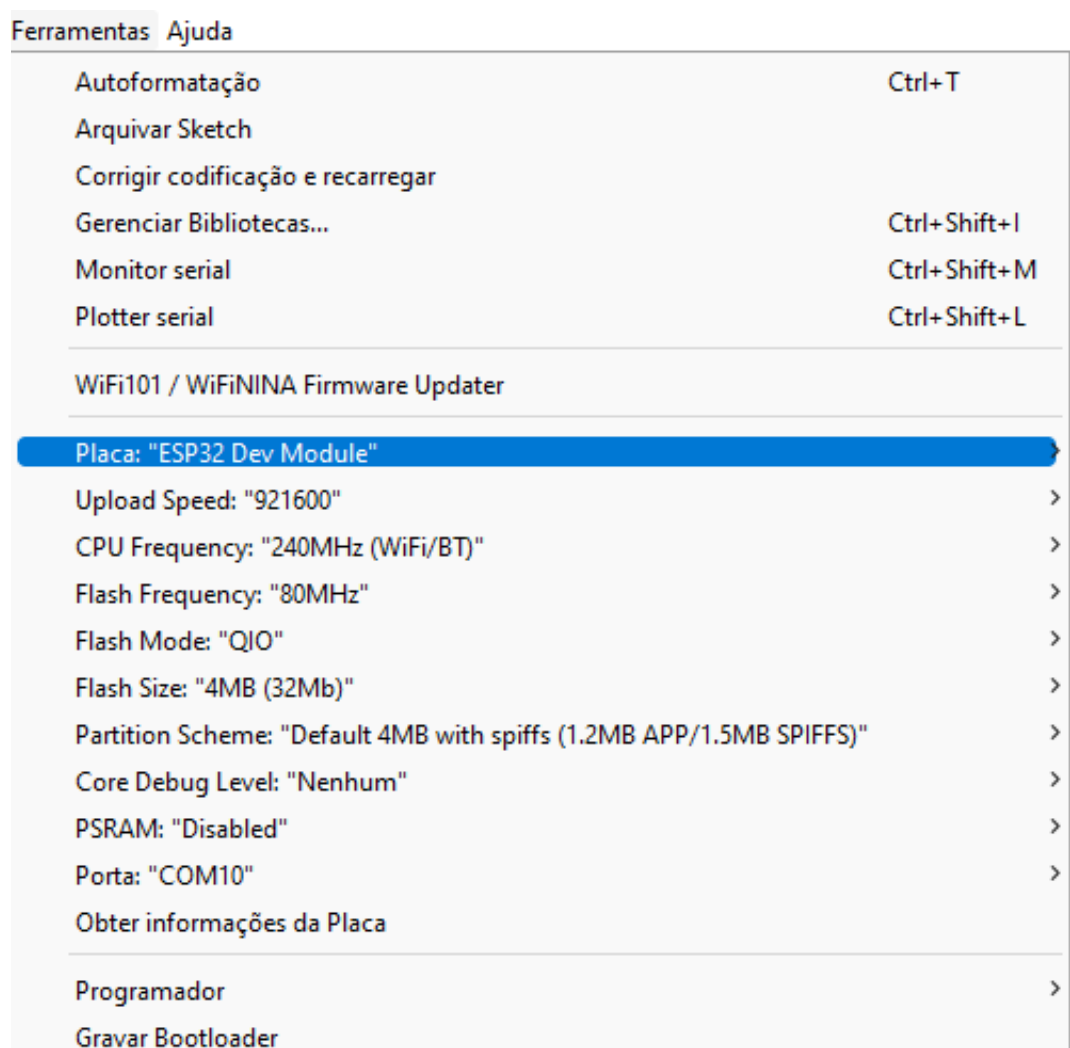 Ferramentas Ajuda
Autoformatação Ctrl+T
Arquivar Sketch
Corrigir codificação e recarregar
Gerenciar Bibliotecas... Ctrl+Shift+I
Monitor serial Ctrl+Shift+M
Plotter serial Ctrl+Shift+L
WiFi101 / WiFiNINA Firmware Updater
Placa: "ESP32 Dev Module"
Upload Speed: "921600"
CPU Frequency: "240MHz (WiFi/BT)"
Flash Frequency: "80MHz"
Flash Mode: "QIO"
Flash Size: "4MB (32Mb)"
Partition Scheme: "Default 4MB with spiffs (1.2MB APP/1.5MB SPIFFS)"
Core Debug Level: "Nenhum"
PSRAM: "Disabled"
Porta: "COM10"
Obter informações da Placa
Programador
Gravar Bootloader